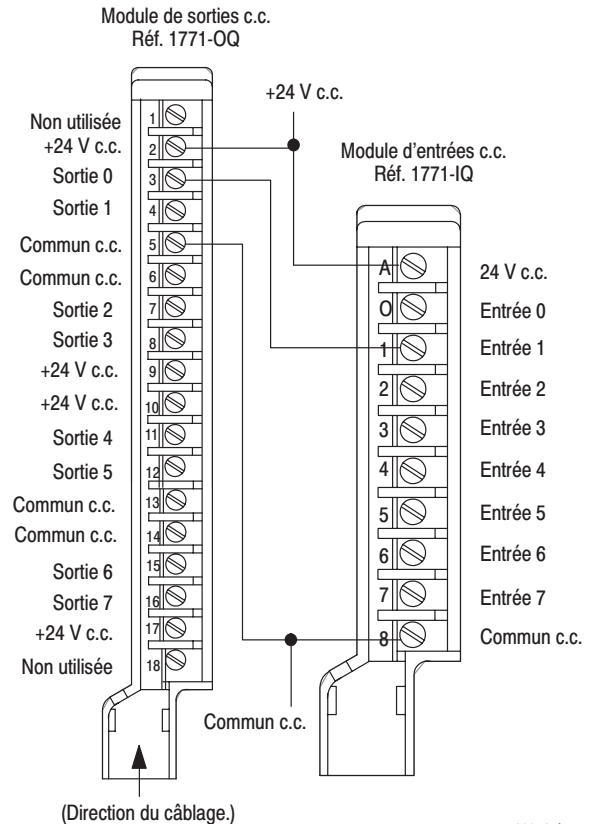 Module de sorties c.c.
Réf. 1771-OQ
+24 V c.c.
Module d'entrées c.c.
Réf. 1771-IQ
Non utilisée 1
+24 V c.c. 2
Sortie 0 3
Sortie 1 4
Commun c.c. 5
Commun c.c. 6
Sortie 2 7
Sortie 3 8
+24 V c.c. 9
+24 V c.c. 10
Sortie 4 11
Sortie 5 12
Commun c.c. 13
Commun c.c. 14
Sortie 6 15
Sortie 7 16
+24 V c.c. 17
Non utilisée 18
A 24 V c.c.
O Entrée 0
1 Entrée 1
2 Entrée 2
3 Entrée 3
4 Entrée 4
5 Entrée 5
6 Entrée 6
7 Entrée 7
8 Commun c.c.
Commun c.c.
(Direction du câblage.)